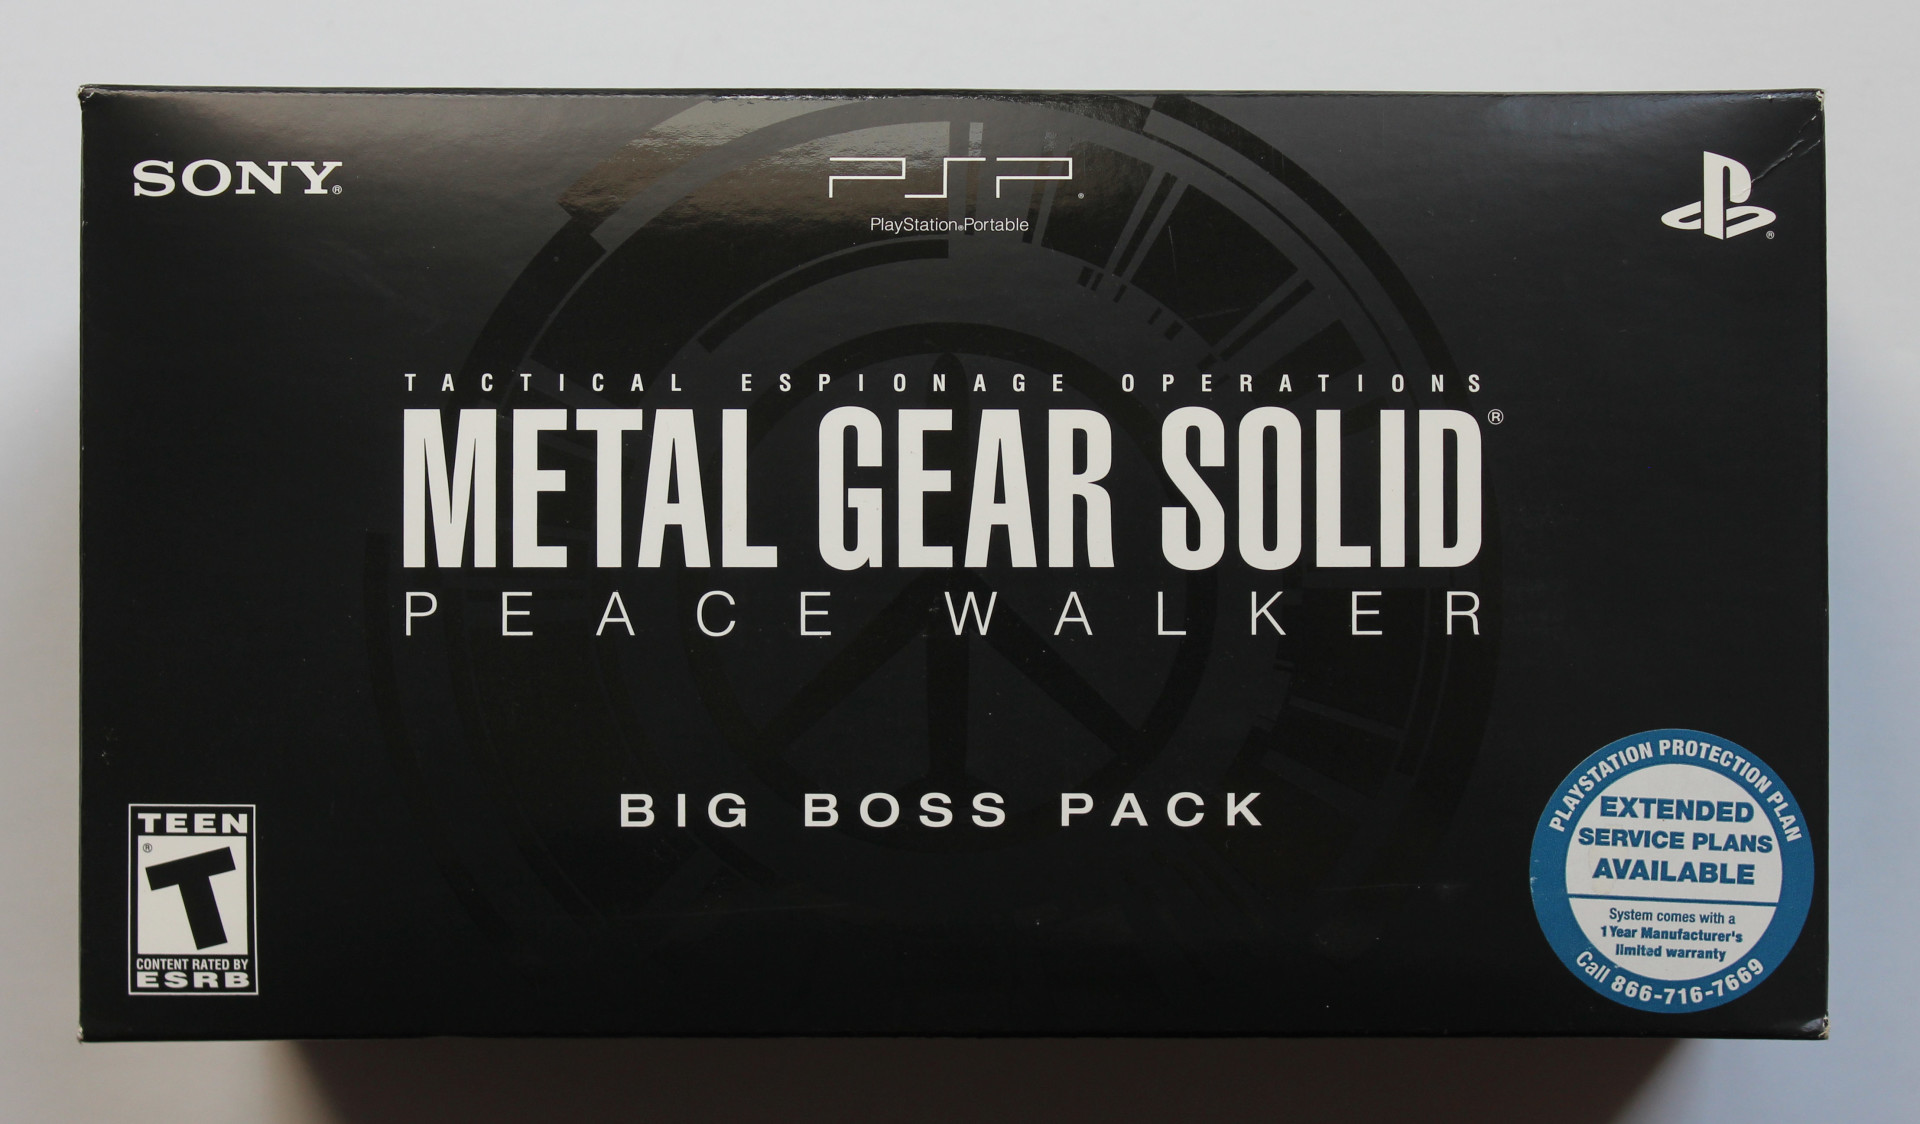 SONY®
PSP®
PlayStation®Portable
TACTICAL ESPIONAGE OPERATIONS
METAL GEAR SOLID®
PEACE WALKER
BIG BOSS PACK
TEEN
®
T
CONTENT RATED BY
ESRB
PLAYSTATION PROTECTION PLAN
EXTENDED
SERVICE PLANS
AVAILABLE
System comes with a
1 Year Manufacturer's
limited warranty
Call 866-716-7669